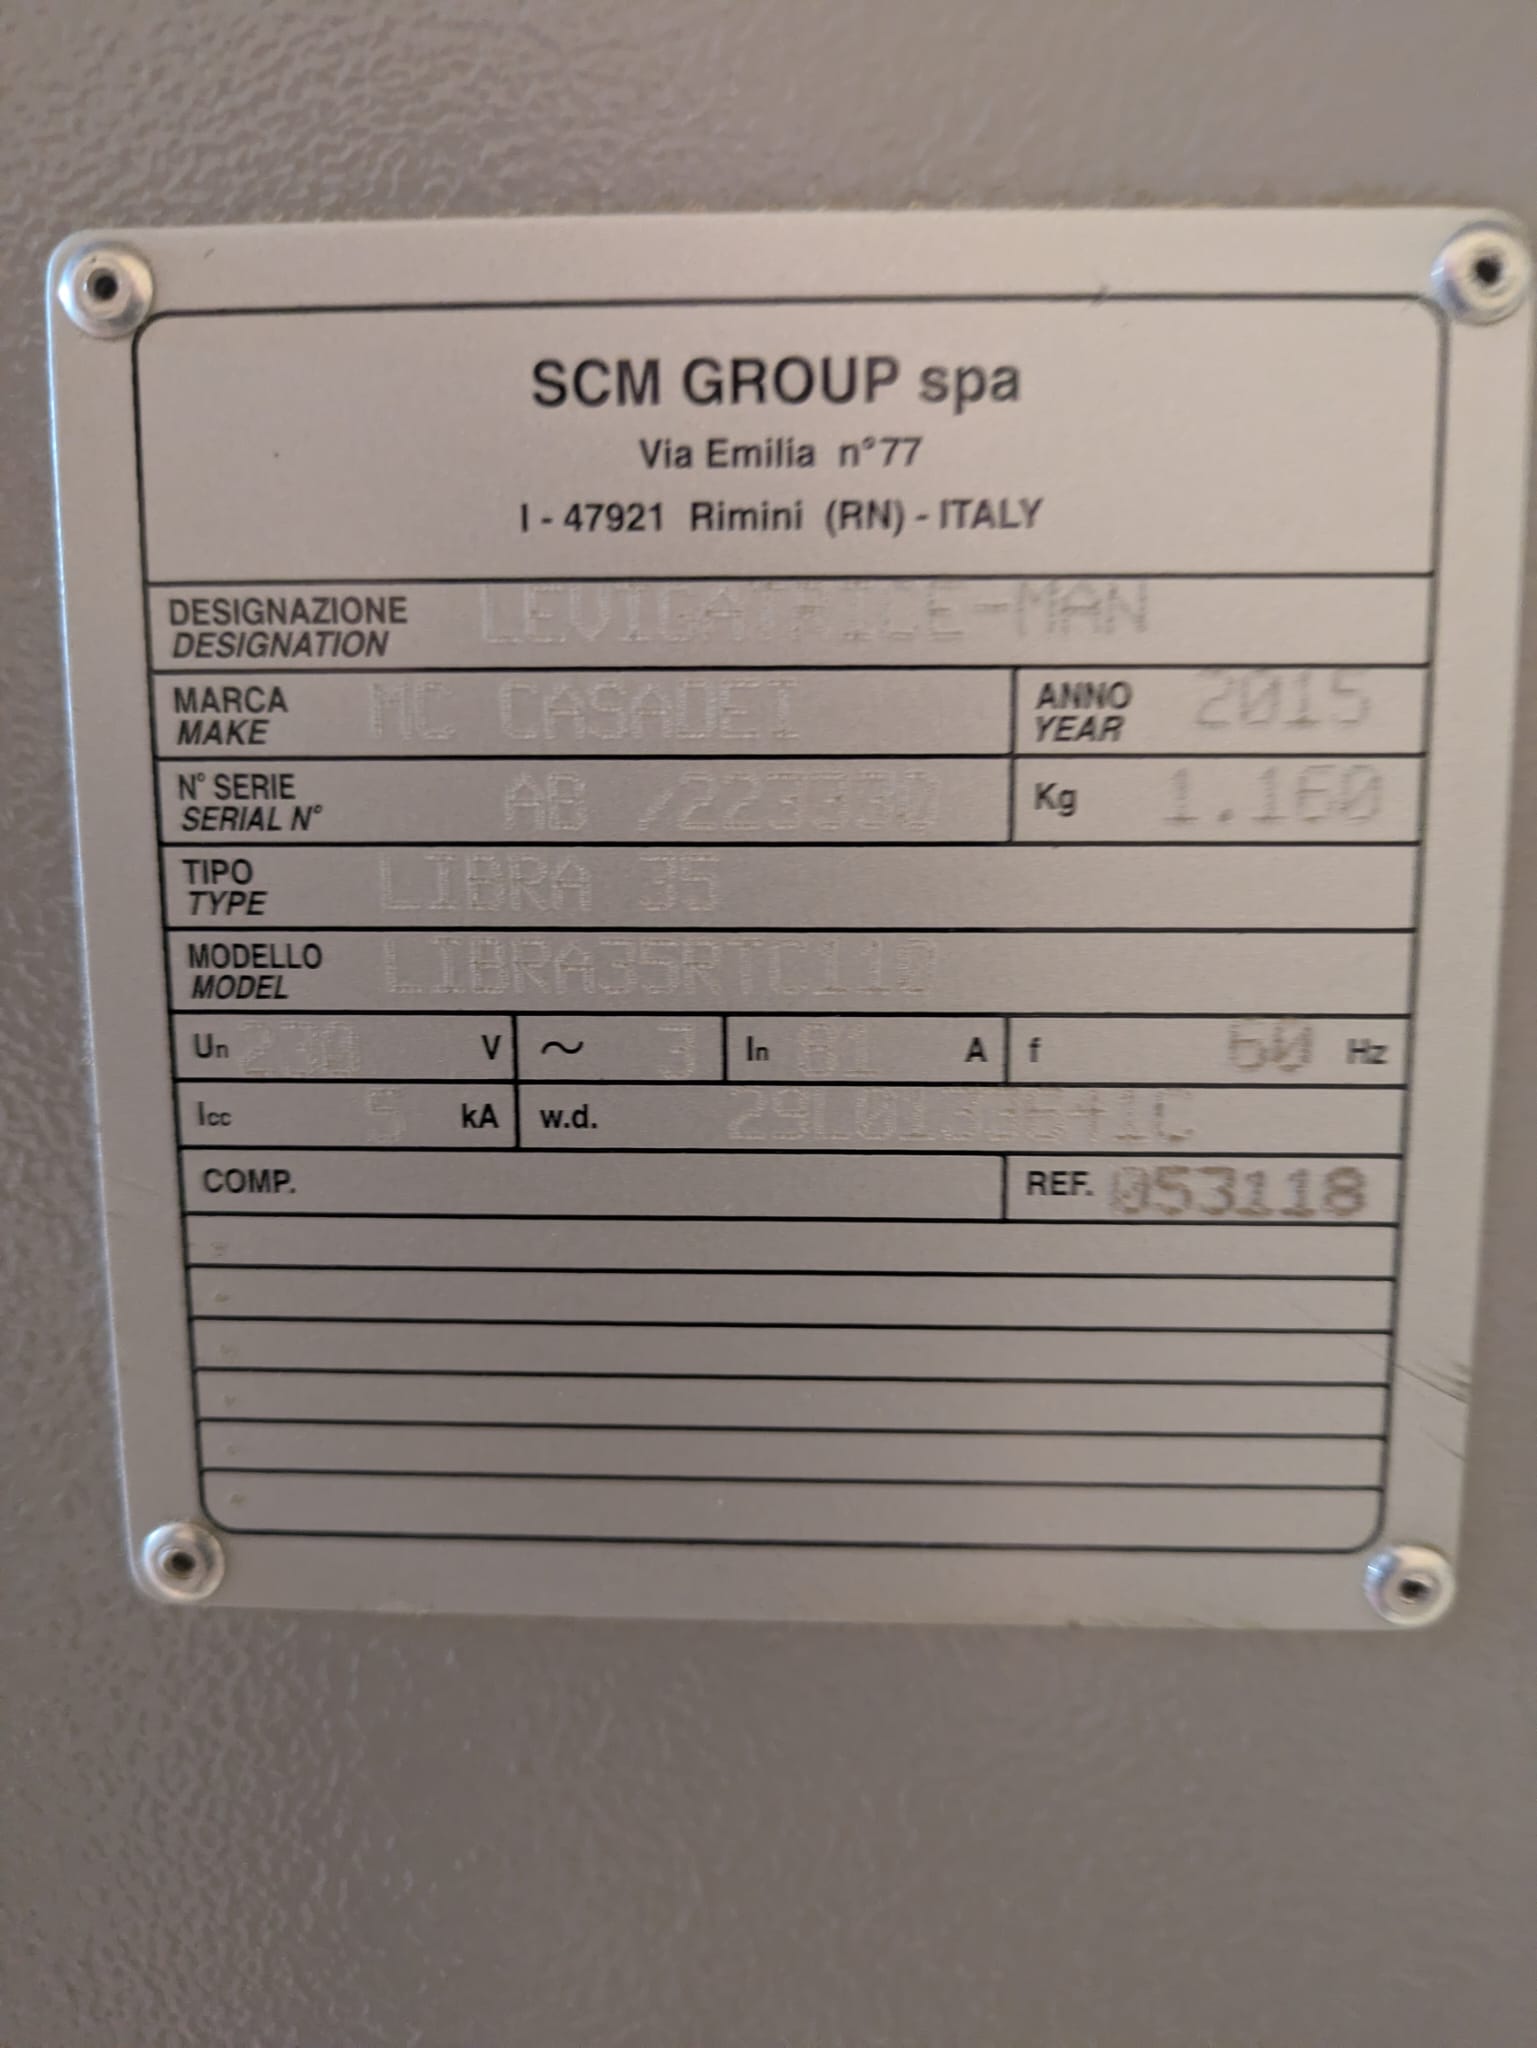 SCM GROUP spa
Via Emilia n°77
I - 47921 Rimini (RN) - ITALY
DESIGNAZIONE
DESIGNATION
LEVIGATRICE-MAN
MARCA
MAKE
MC CASADEI
ANNO
YEAR
2015
N° SERIE
SERIAL N°
AB /223330
Kg 1.160
TIPO
TYPE
LIBRA 35
MODELLO
MODEL
LIBRA35RTC110
Un 230 V ~ 3 In 81 A f 60 Hz
Icc 5 kA w.d.
COMP. REF. 053118